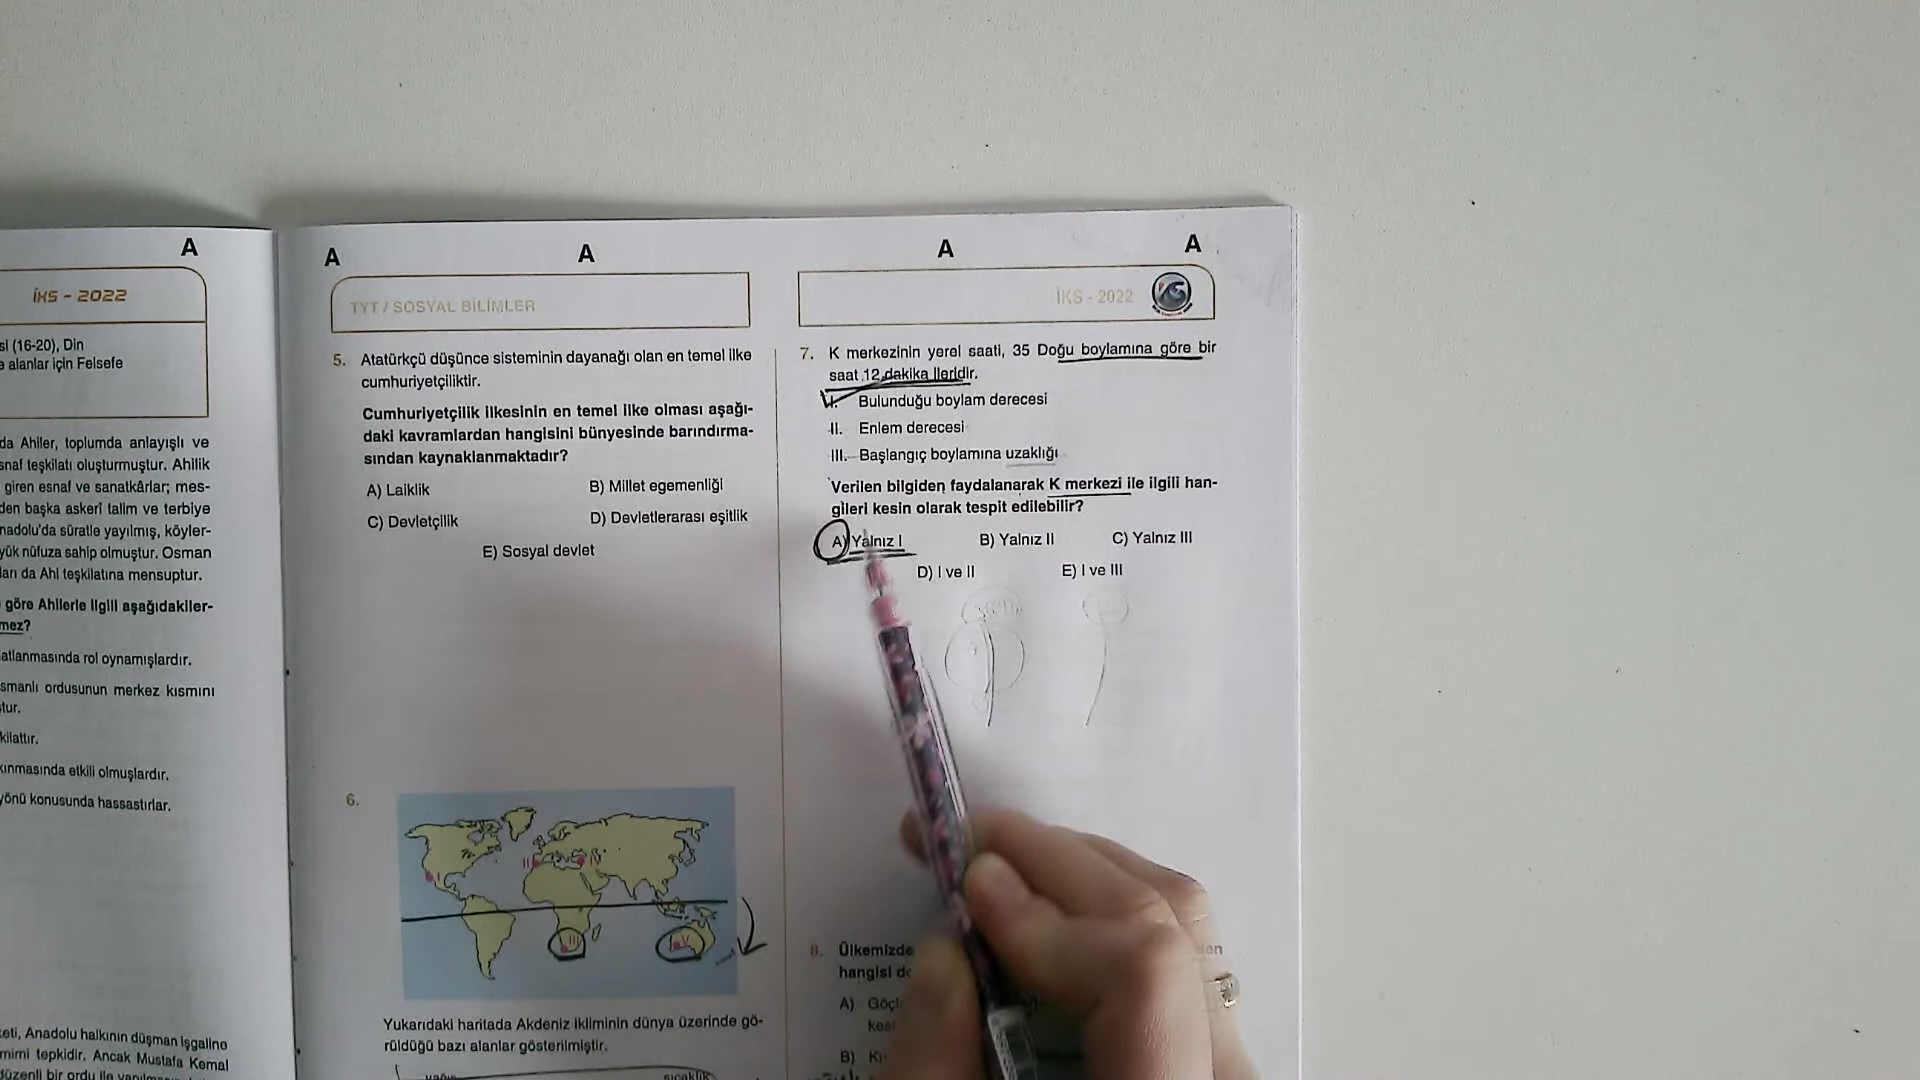 A
İKS - 2022
si (16-20), Din
alanlar için Felsefe
da Ahiler, toplumda anlayışlı ve
snaf teşkilatı oluşturmuştur. Ahilik
giren esnaf ve sanatkârlar; mes-
den başka askerî talim ve terbiye
nadolu'da süratle yayılmış, köyler-
yük nüfuza sahip olmuştur. Osman
ları da Ahi teşkilatına mensuptur.
göre Ahilerle ilgili aşağıdakiler-
mez?
atlanmasında rol oynamışlardır.
smanlı ordusunun merkez kısmını
tur.
kilattır.
kınmasında etkili olmuşlardır.
yönü konusunda hassastırlar.
eti, Anadolu halkının düşman işgaline
mimi tepkidir. Ancak Mustafa Kemal
düzenli bir ordu ile
A A
TYT / SOSYAL BİLİMLER
5. Atatürkçü düşünce sisteminin dayanağı olan en temel ilke
cumhuriyetçiliktir.
Cumhuriyetçilik ilkesinin en temel ilke olması aşağı-
daki kavramlardan hangisini bünyesinde barındırma-
sından kaynaklanmaktadır?
A) Laiklik B) Millet egemenliği
C) Devletçilik D) Devletlerarası eşitlik
E) Sosyal devlet
6.
I II IV
III V
Yukarıdaki haritada Akdeniz ikliminin dünya üzerinde gö-
rüldüğü bazı alanlar gösterilmiştir.
yağış sıcaklık
A A
İKS - 2022
7. K merkezinin yerel saati, 35 Doğu boylamına göre bir
saat 12 dakika ileridir.
I. Bulunduğu boylam derecesi
II. Enlem derecesi
III. Başlangıç boylamına uzaklığı
Verilen bilgiden faydalanarak K merkezi ile ilgili han-
gileri kesin olarak tespit edilebilir?
A) Yalnız I B) Yalnız II C) Yalnız III
D) I ve II E) I ve III
8. Ülkemizde
hangisi
A) Göçl
B)